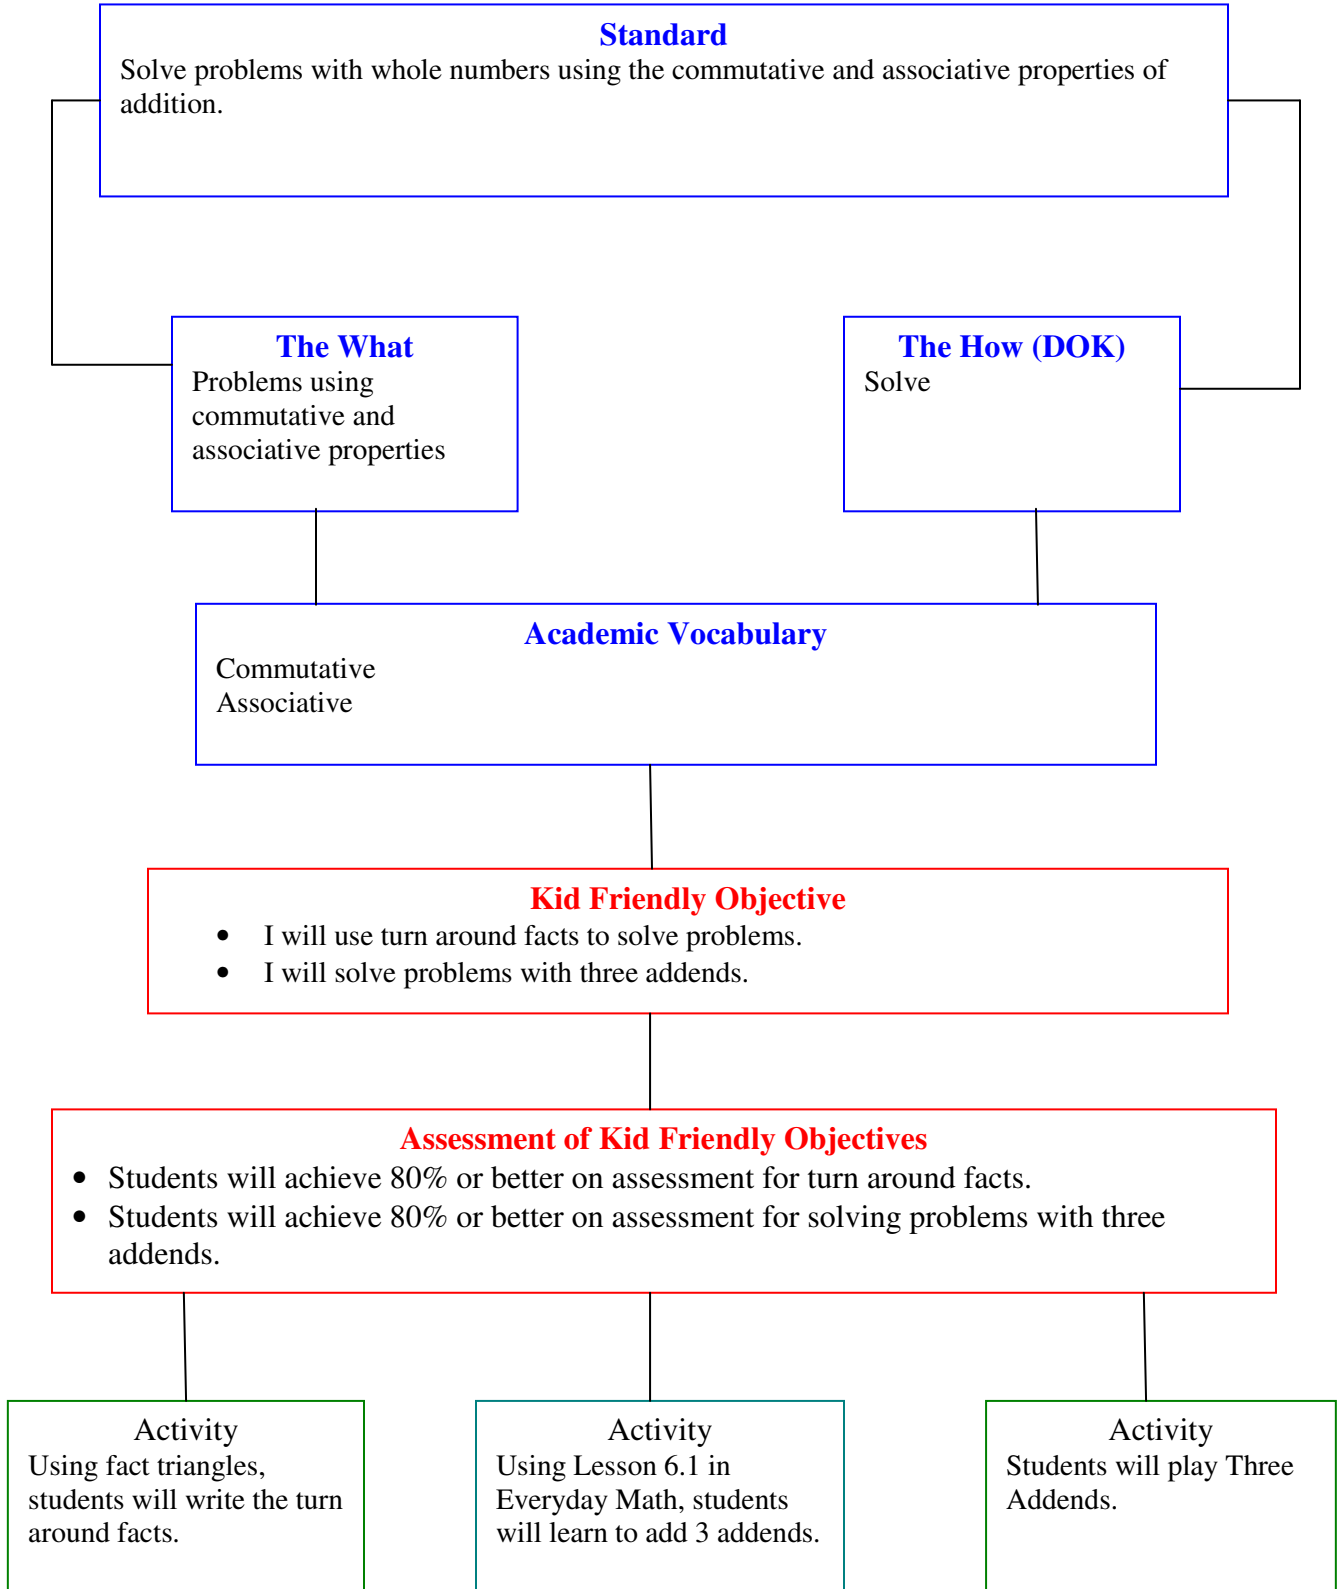 Standard
Solve problems with whole numbers using the commutative and associative properties of
addition.
The What
Problems using
commutative and
associative properties
The How (DOK)
Solve
Academic Vocabulary
Commutative
Associative
Kid Friendly Objective
• I will use turn around facts to solve problems.
• I will solve problems with three addends.
Assessment of Kid Friendly Objectives
• Students will achieve 80% or better on assessment for turn around facts.
• Students will achieve 80% or better on assessment for solving problems with three
addends.
Activity
Using fact triangles,
students will write the turn
around facts.
Activity
Using Lesson 6.1 in
Everyday Math, students
will learn to add 3 addends.
Activity
Students will play Three
Addends.